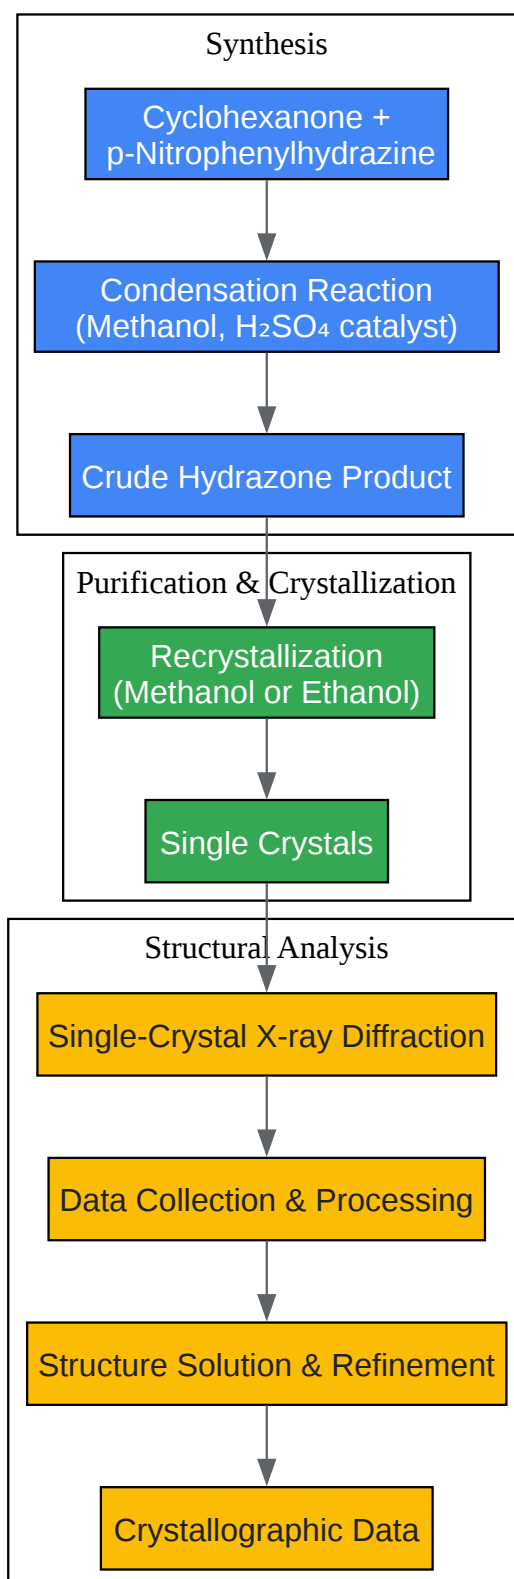 Synthesis
Cyclohexanone +
p-Nitrophenylhydrazine
Condensation Reaction
(Methanol, H₂SO₄ catalyst)
Crude Hydrazone Product
Purification & Crystallization
Recrystallization
(Methanol or Ethanol)
Single Crystals
Structural Analysis
Single-Crystal X-ray Diffraction
Data Collection & Processing
Structure Solution & Refinement
Crystallographic Data